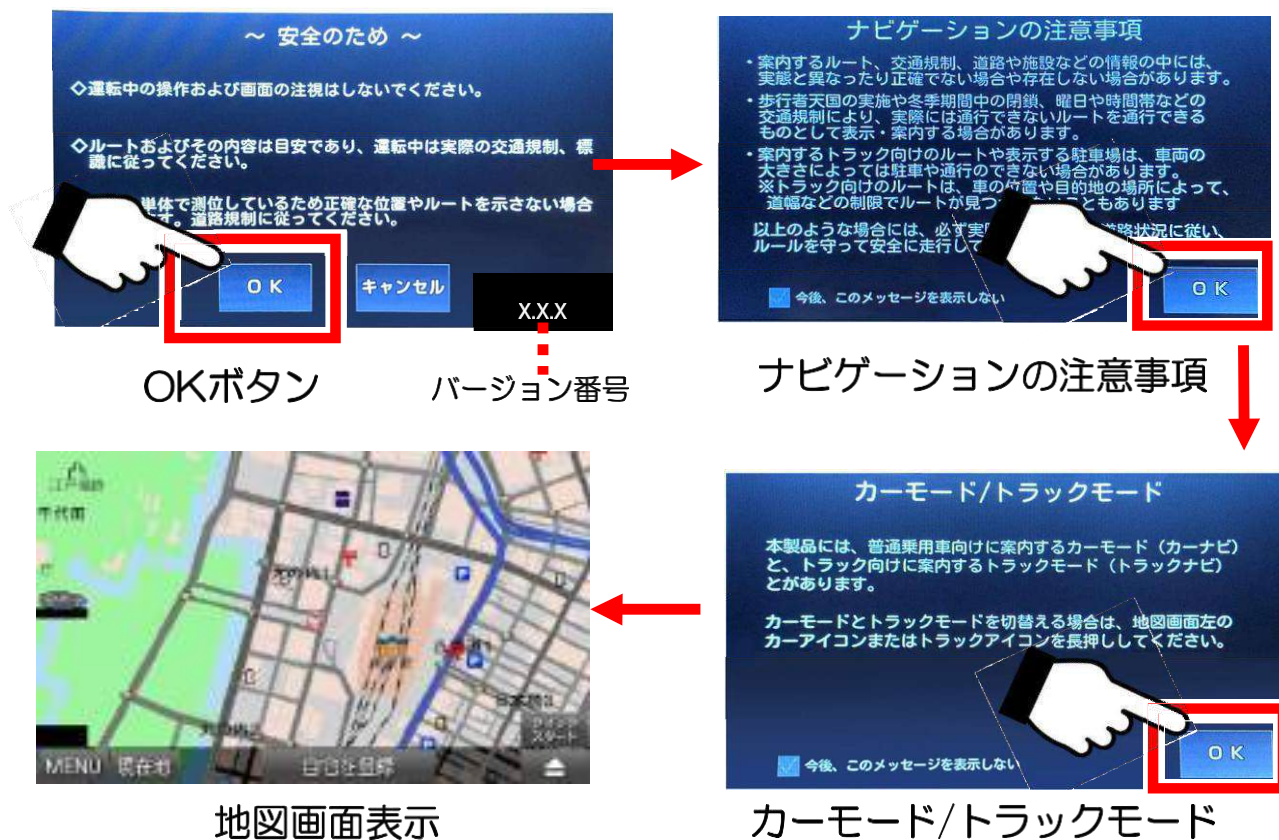 ～ 安全のため ～
◇運転中の操作および画面の注視はしないでください。
◇ルートおよびその内容は目安であり、運転中は実際の交通規制、標
識に従ってください。
単体で測位しているため正確な位置やルートを示さない場合
す。道路規制に従ってください。
ＯＫ
キャンセル
X.X.X
OKボタン
バージョン番号
ナビゲーションの注意事項
・案内するルート、交通規制、道路や施設などの情報の中には、
実態と異なったり正確でない場合や存在しない場合があります。
・歩行者天国の実施や冬季期間中の閉鎖、曜日や時間帯などの
交通規制により、実際には通行できないルートを通行できる
ものとして表示・案内する場合があります。
・案内するトラック向けのルートや表示する駐車場は、車両の
大きさによっては駐車や通行のできない場合があります。
※トラック向けのルートは、車の位置や目的地の場所によって、
道幅などの制限でルートが見つ ともあります
以上のような場合には、必ず実 道路状況に従い、
ルールを守って安全に走行して
今後、このメッセージを表示しない
ＯＫ
ナビゲーションの注意事項
カーモード/トラックモード
本製品には、普通乗用車向けに案内するカーモード（カーナビ）
と、トラック向けに案内するトラックモード（トラックナビ）
とがあります。
カーモードとトラックモードを切替える場合は、地図画面左の
カーアイコンまたはトラックアイコンを長押ししてください。
今後、このメッセージを表示しない
ＯＫ
カーモード/トラックモード
千代田
MENU 現在地
自宅を登録
地図画面表示